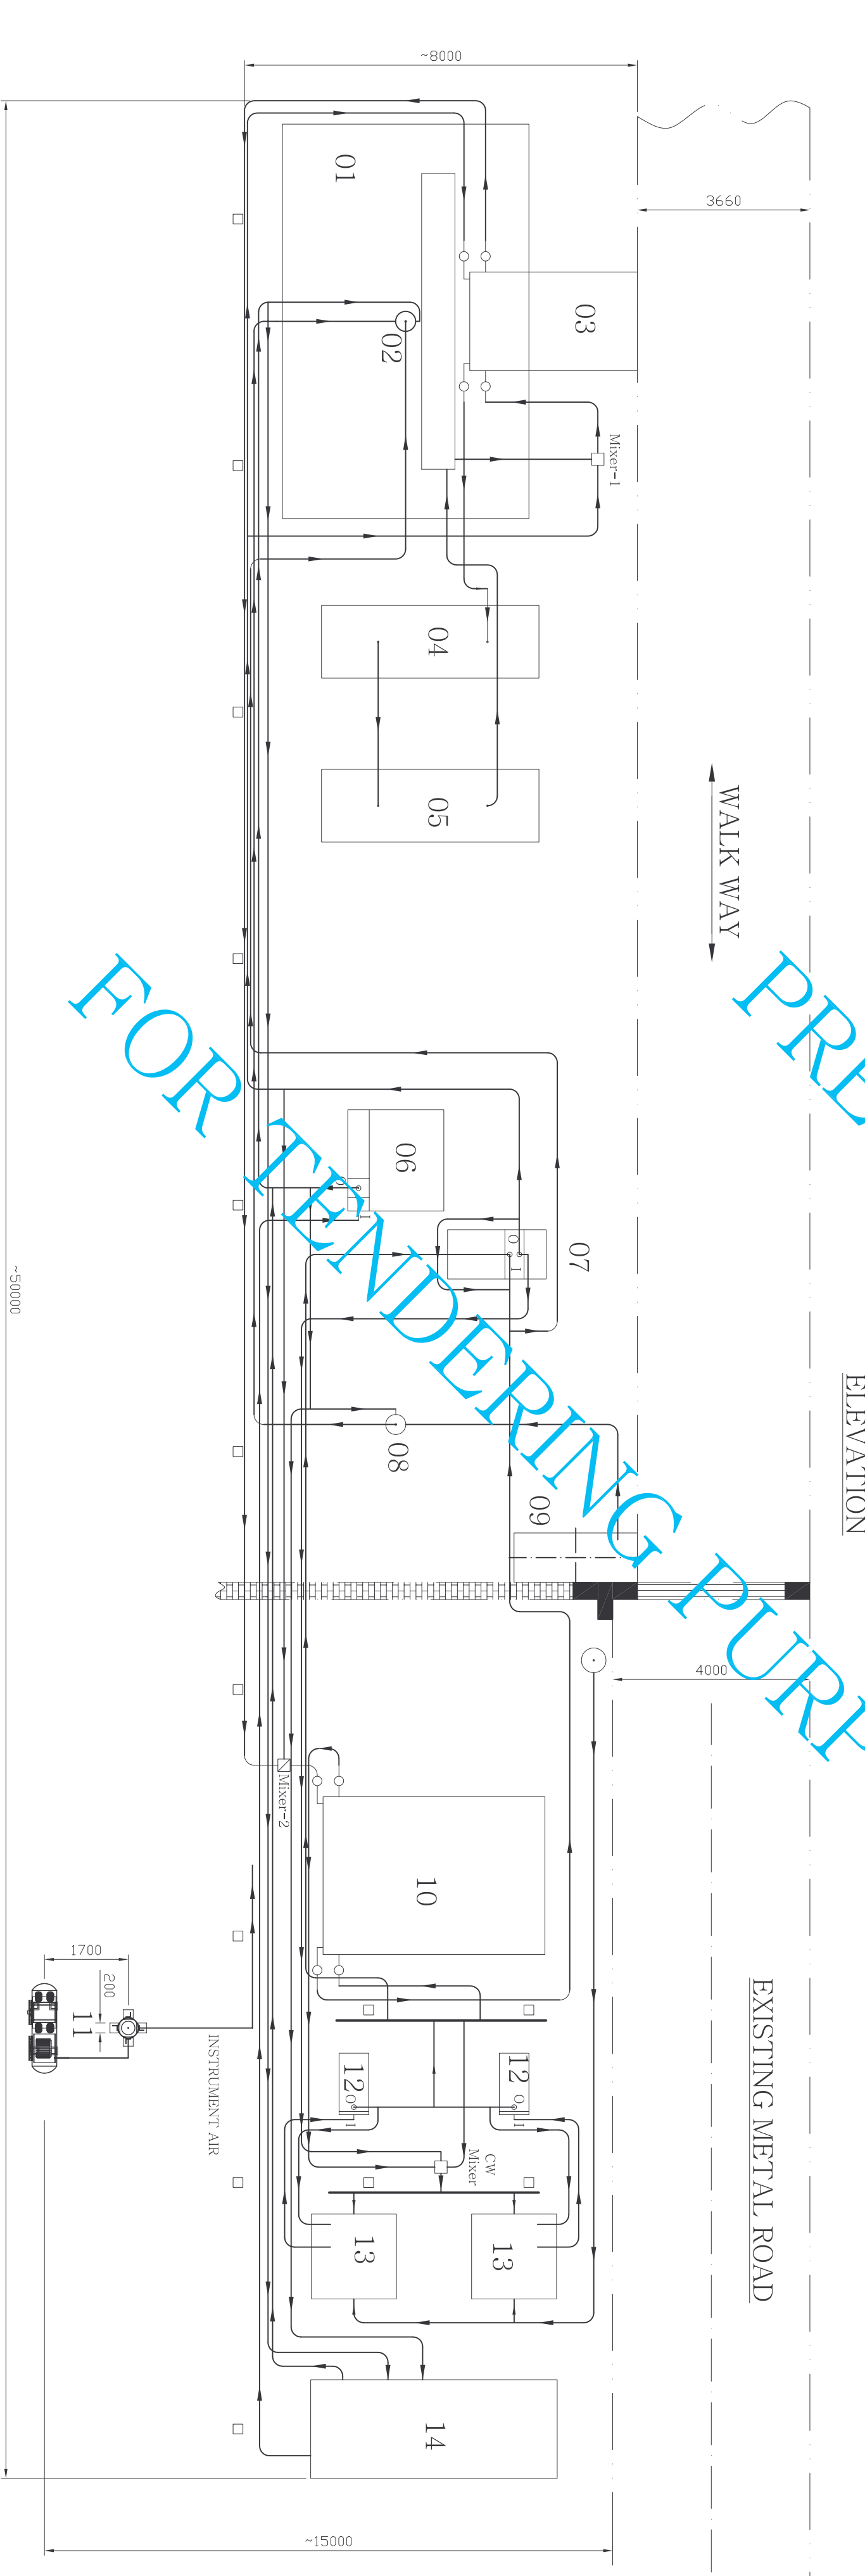 ~8000
3660
01
03
02
Mixer-1
04
05
WALK WAY
06
O
I
07
O
I
08
09
ELEVATION
~50000
4000
Mixer-2
10
1700
200
11
INSTRUMENT AIR
12
O
I
12
O
I
CW
Mixer
13
13
EXISTING METAL ROAD
14
~15000
FOR TENDERING PURP
PRE